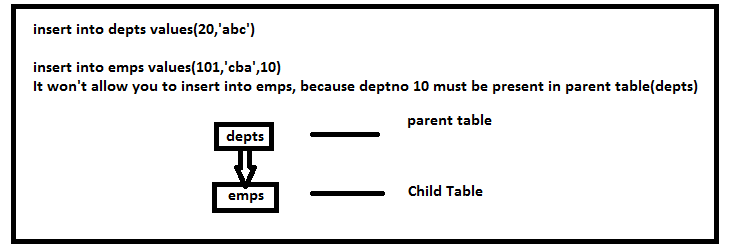 insert into depts values(20,'abc')
insert into emps values(101,'cba',10)
It won't allow you to insert into emps, because deptno 10 must be present in parent table(depts)
depts
parent table
emps
Child Table